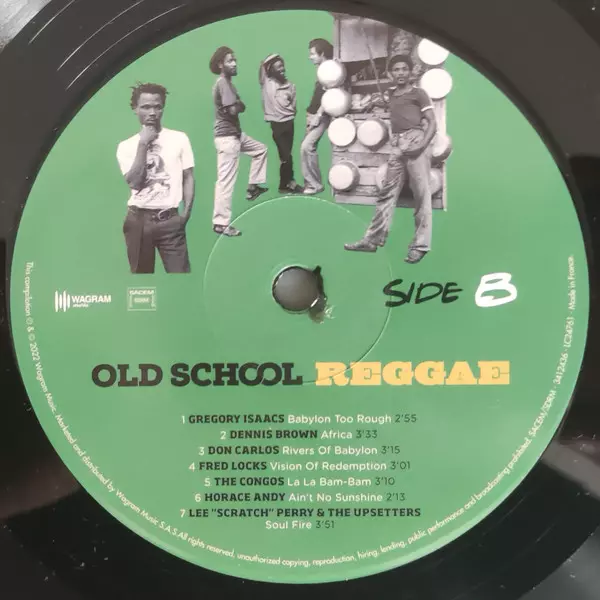 WAGRAM
MUSIC
SACEM
SDRM
SIDE B
OLD SCHOOL REGGAE
1 GREGORY ISAACS Babylon Too Rough 2'55
2 DENNIS BROWN Africa 3'33
3 DON CARLOS Rivers Of Babylon 3'15
4 FRED LOCKS Vision Of Redemption 3'01
5 THE CONGOS La La Bam-Bam 3'10
6 HORACE ANDY Ain't No Sunshine 2'13
7 LEE "SCRATCH" PERRY & THE UPSETTERS
Soul Fire 3'51
This compilation ℗ & © 2022 Wagram Music. Marketed and distributed by Wagram Music S.A.S. All rights reserved, unauthorized copying, reproduction, hiring, lending, public performance and broadcasting prohibited. SACEM/SDRM - 3412436 - LC24761 - Made in France.